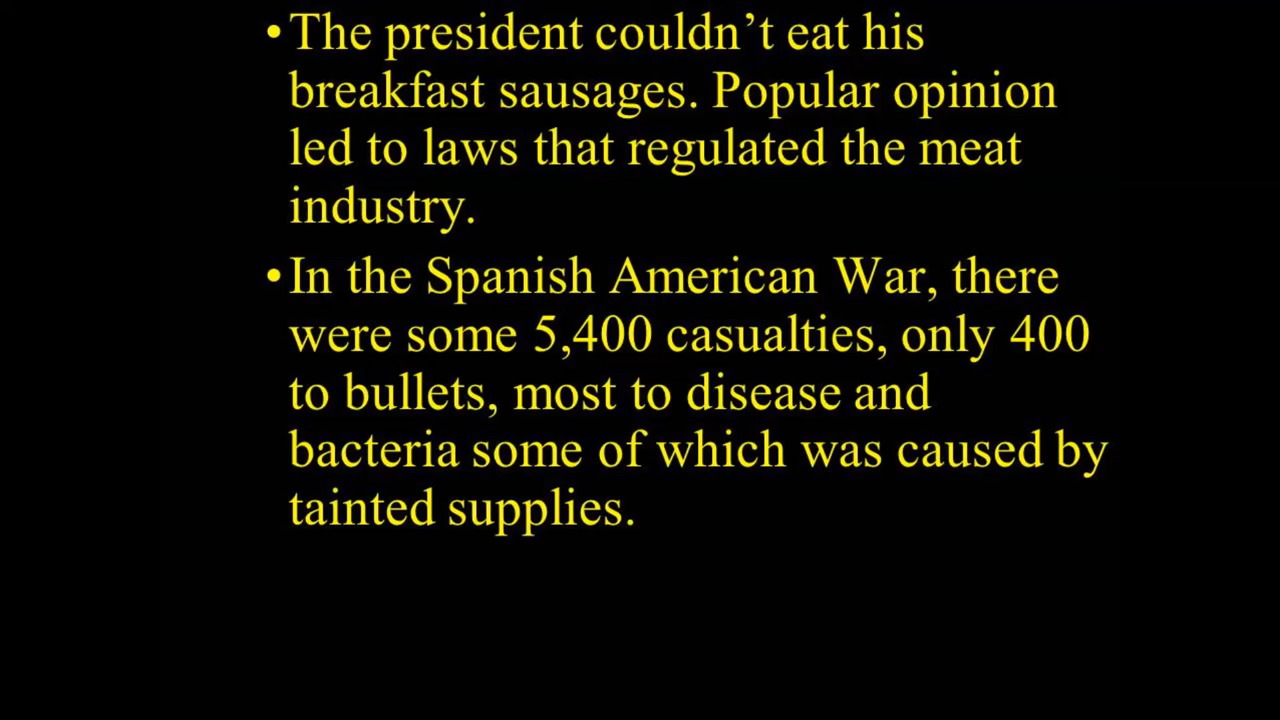 •The president couldn’t eat his
breakfast sausages. Popular opinion
led to laws that regulated the meat
industry.
•In the Spanish American War, there
were some 5,400 casualties, only 400
to bullets, most to disease and
bacteria some of which was caused by
tainted supplies.